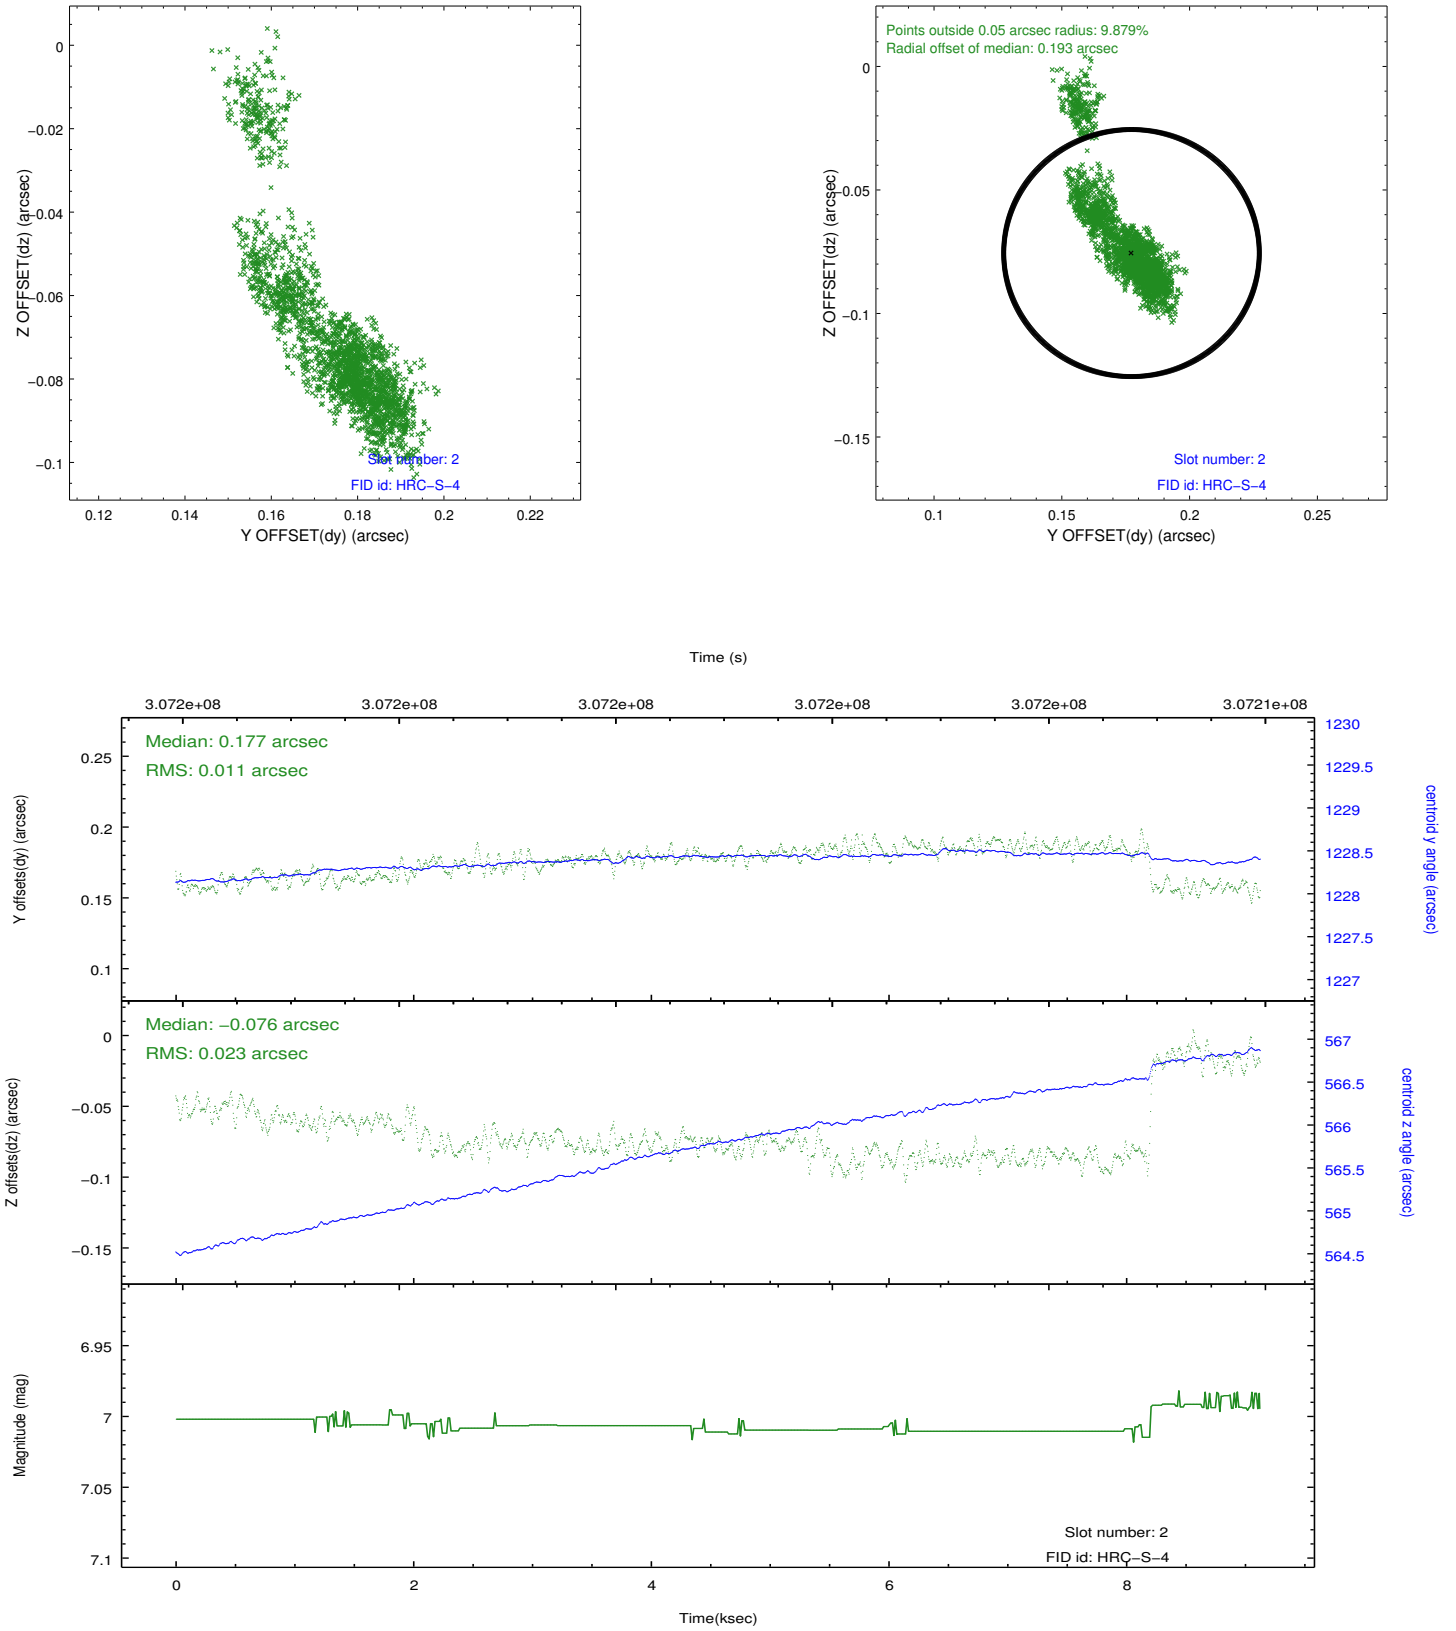 0
−0.02
−0.04
−0.06
−0.08
−0.1
Z OFFSET(dz) (arcsec)
Slot number: 2
FID id: HRC−S−4
0.12 0.14 0.16 0.18 0.2 0.22
Y OFFSET(dy) (arcsec)
Points outside 0.05 arcsec radius: 9.879%
Radial offset of median: 0.193 arcsec
0
−0.05
−0.1
−0.15
Z OFFSET(dz) (arcsec)
Slot number: 2
FID id: HRC−S−4
0.1 0.15 0.2 0.25
Y OFFSET(dy) (arcsec)
Time (s)
3.072e+08 3.072e+08 3.072e+08 3.072e+08 3.072e+08 3.0721e+08
Median: 0.177 arcsec
RMS: 0.011 arcsec
0.25
0.2
0.15
0.1
Y offsets(dy) (arcsec)
1230
1229.5
1229
1228.5
1228
1227.5
1227
centroid y angle (arcsec)
Median: −0.076 arcsec
RMS: 0.023 arcsec
0
−0.05
−0.1
−0.15
Z offsets(dz) (arcsec)
567
566.5
566
565.5
565
564.5
centroid z angle (arcsec)
6.95
7
7.05
7.1
Magnitude (mag)
Slot number: 2
FID id: HRC−S−4
0 2 4 6 8
Time(ksec)